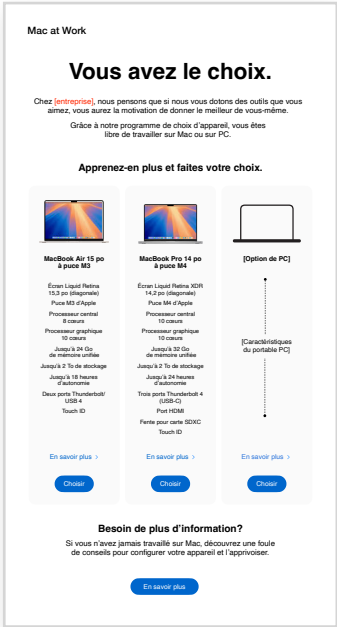 Mac at Work
Vous avez le choix.
Chez [entreprise], nous pensons que si nous vous dotons des outils que vous
aimez, vous aurez la motivation de donner le meilleur de vous-même.
Grâce à notre programme de choix d’appareil, vous êtes
libre de travailler sur Mac ou sur PC.
Apprenez-en plus et faites votre choix.
MacBook Air 15 po
à puce M3
Écran Liquid Retina
15,3 po (diagonale)
Puce M3 d’Apple
Processeur central
8 cœurs
Processeur graphique
10 cœurs
Jusqu’à 24 Go
de mémoire unifiée
Jusqu’à 2 To de stockage
Jusqu’à 18 heures
d’autonomie
Deux ports Thunderbolt/
USB 4
Touch ID
En savoir plus >
Choisir
MacBook Pro 14 po
à puce M4
Écran Liquid Retina XDR
14,2 po (diagonale)
Puce M4 d’Apple
Processeur central
10 cœurs
Processeur graphique
10 cœurs
Jusqu’à 32 Go
de mémoire unifiée
Jusqu’à 2 To de stockage
Jusqu’à 24 heures
d’autonomie
Trois ports Thunderbolt 4
(USB-C)
Port HDMI
Fente pour carte SDXC
Touch ID
En savoir plus >
Choisir
[Option de PC]
[Caractéristiques
du portable PC]
En savoir plus >
Choisir
Besoin de plus d’information?
Si vous n’avez jamais travaillé sur Mac, découvrez une foule
de conseils pour configurer votre appareil et l’apprivoiser.
En savoir plus